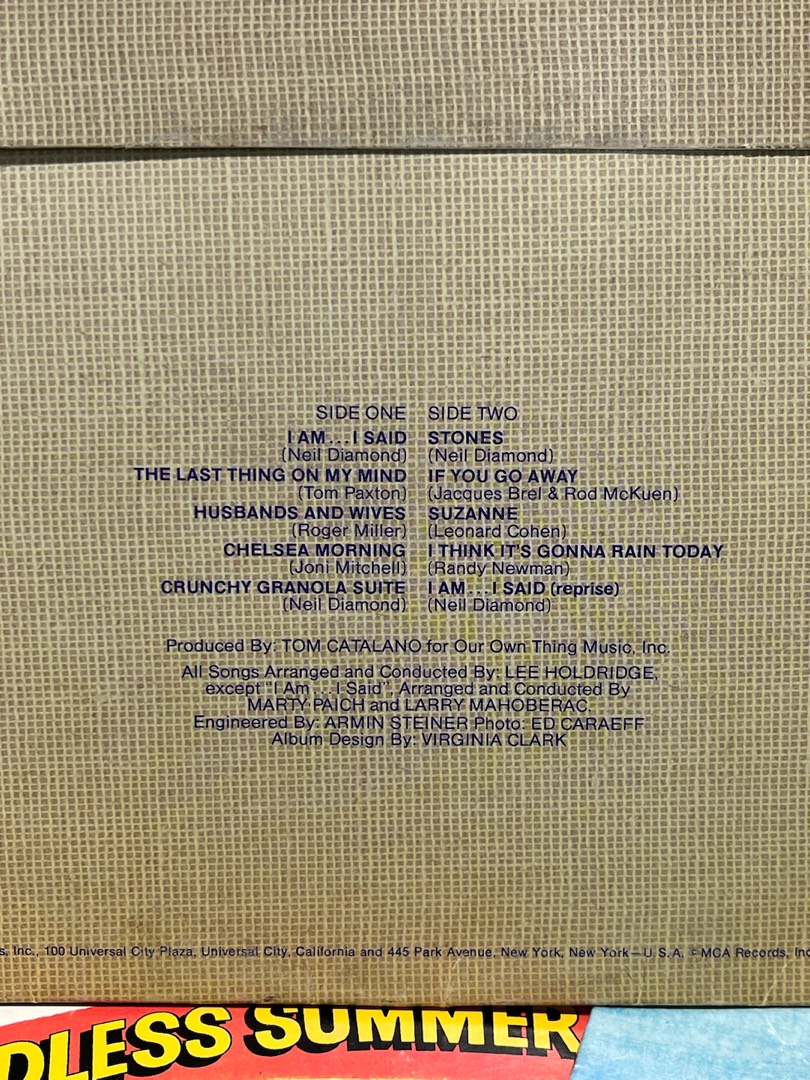 SIDE ONE
I AM...I SAID
(Neil Diamond)
THE LAST THING ON MY MIND
(Tom Paxton)
HUSBANDS AND WIVES
(Roger Miller)
CHELSEA MORNING
(Joni Mitchell)
CRUNCHY GRANOLA SUITE
(Neil Diamond)
SIDE TWO
STONES
(Neil Diamond)
IF YOU GO AWAY
(Jacques Brel & Rod McKuen)
SUZANNE
(Leonard Cohen)
I THINK IT'S GONNA RAIN TODAY
(Randy Newman)
I AM...I SAID (reprise)
(Neil Diamond)
Produced By: TOM CATALANO for Our Own Thing Music, Inc.
All Songs Arranged and Conducted By: LEE HOLDRIDGE,
except "I Am...I Said", Arranged and Conducted By
MARTY PAICH and LARRY MAHOBERAC.
Engineered By: ARMIN STEINER Photo: ED CARAEFF
Album Design By: VIRGINIA CLARK
s, Inc., 100 Universal City Plaza, Universal City, California and 445 Park Avenue, New York, New York—U.S.A. ©MCA Records, Inc
DLESS SUMMER